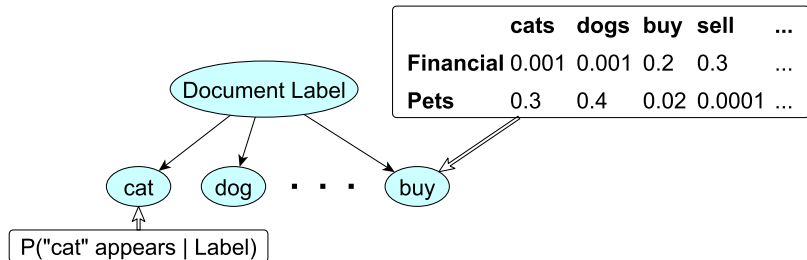 cats dogs buy sell ...
Financial 0.001 0.001 0.2 0.3 ...
Pets 0.3 0.4 0.02 0.0001 ...
Document Label
cat dog . . . buy
P("cat" appears | Label)